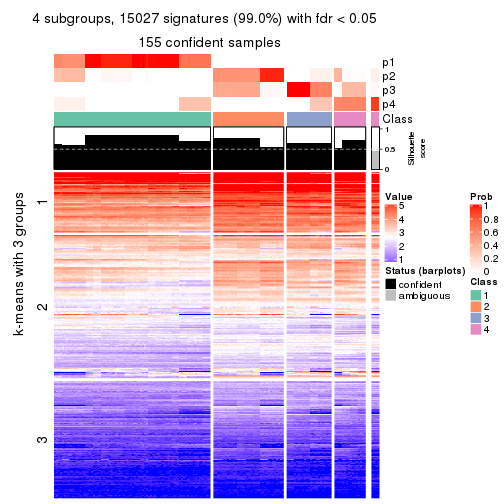 4 subgroups, 15027 signatures (99.0%) with fdr < 0.05
155 confident samples
p1
p2
p3
p4
Class
1
0.5
0
Silhouette
score
k-means with 3 groups
1
2
3
Value
5
4
3
2
1
Status (barplots)
confident
ambiguous
Prob
1
0.8
0.6
0.4
0.2
0
Class
1
2
3
4